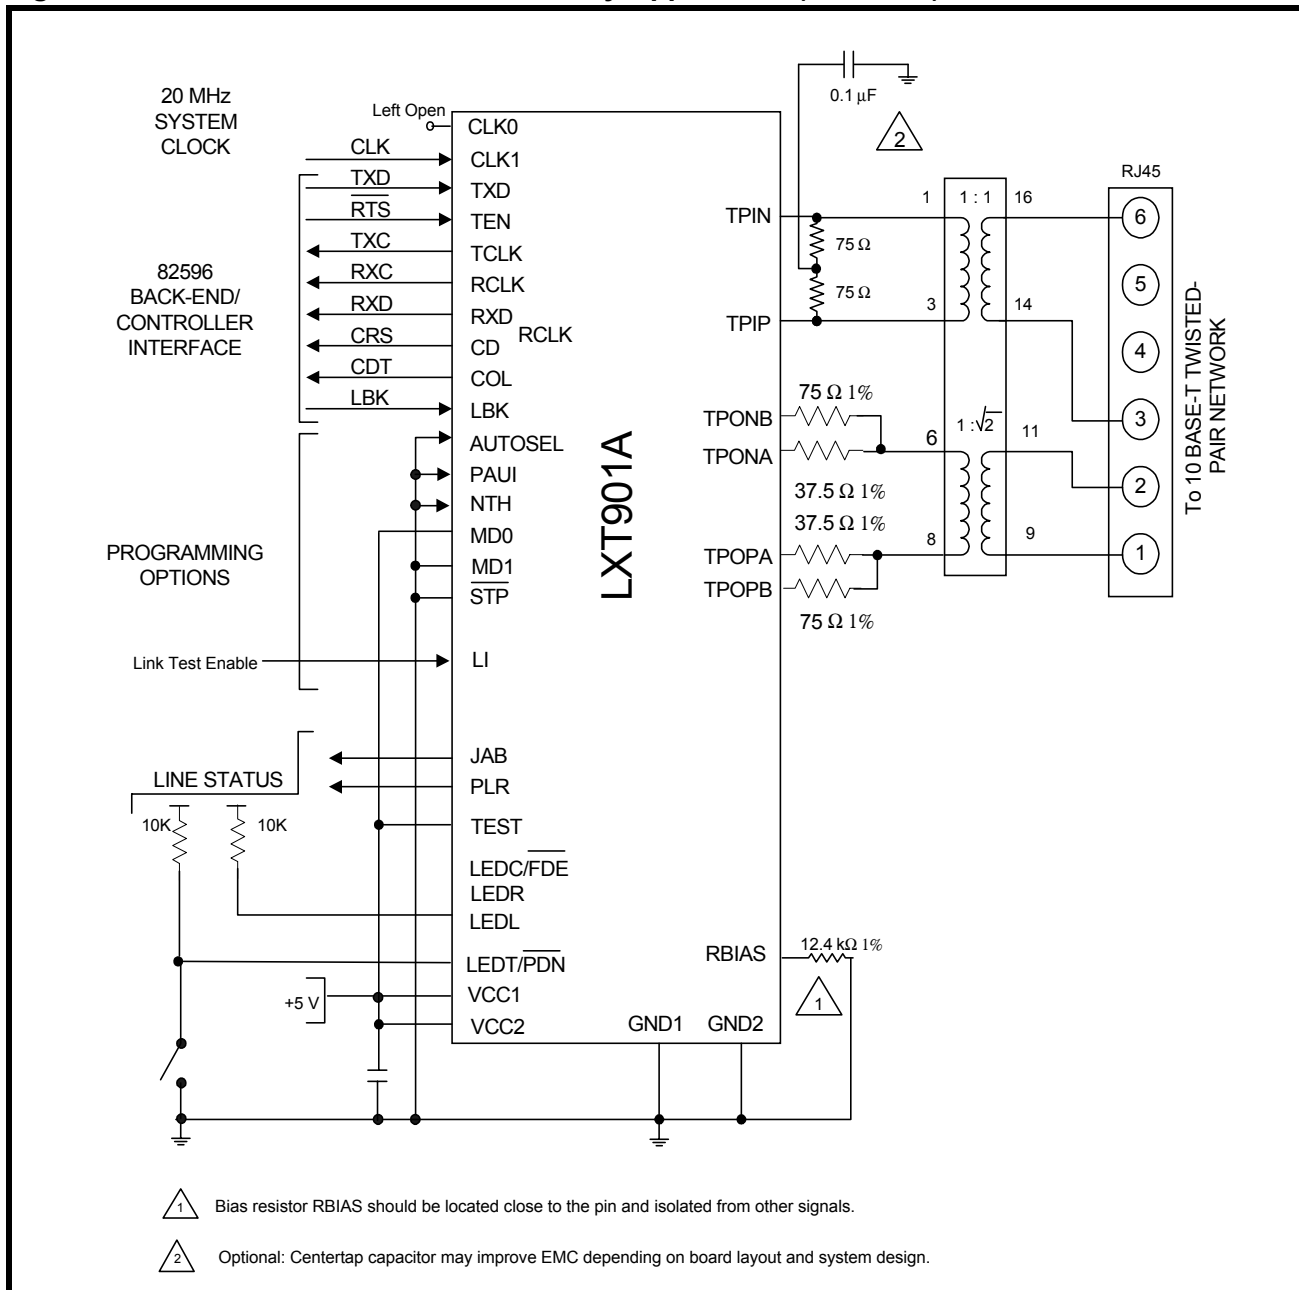 20 MHz
SYSTEM
CLOCK
Left Open
CLK
TXD
RTS
TXC
RXC
RXD
CRS
CDT
LBK
82596
BACK-END/
CONTROLLER
INTERFACE
PROGRAMMING
OPTIONS
Link Test Enable
LINE STATUS
10K
10K
+5 V
CLK0
CLK1
TXD
TEN
TCLK
RCLK
RXD
RCLK
CD
COL
LBK
AUTOSEL
PAUI
NTH
MD0
MD1
STP
LI
JAB
PLR
TEST
LEDC/FDE
LEDR
LEDL
LEDT/PDN
VCC1
VCC2
LXT901A
GND1 GND2
TPIN
TPIP
TPONB
TPONA
TPOPA
TPOPB
RBIAS
0.1 μF
2
75 Ω
75 Ω
75 Ω 1%
37.5 Ω 1%
37.5 Ω 1%
75 Ω 1%
12.4 kΩ 1%
1
1 1 : 1 16
3 14
6 1 :√2 11
8 9
RJ45
6
5
4
3
2
1
To 10 BASE-T TWISTED-
PAIR NETWORK
1 Bias resistor RBIAS should be located close to the pin and isolated from other signals.
2 Optional: Centertap capacitor may improve EMC depending on board layout and system design.